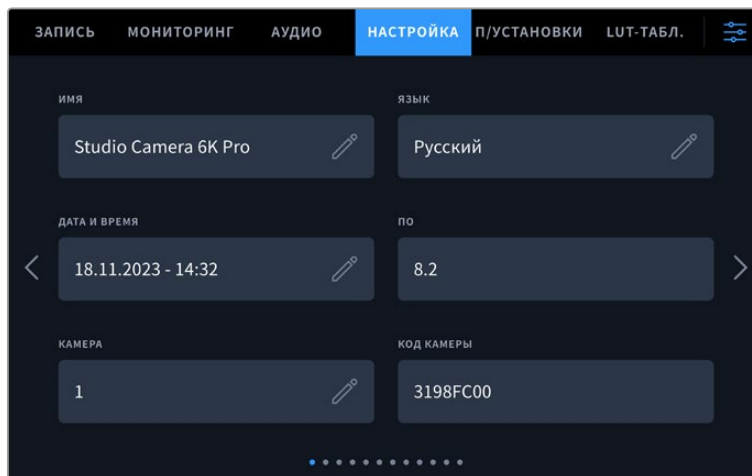 ЗАПИСЬ МОНИТОРИНГ АУДИО НАСТРОЙКА П/УСТАНОВКИ LUT-ТАБЛ.
ИМЯ ЯЗЫК
Studio Camera 6K Pro Русский
ДАТА И ВРЕМЯ ПО
18.11.2023 - 14:32 8.2
КАМЕРА КОД КАМЕРЫ
1 3198FC00